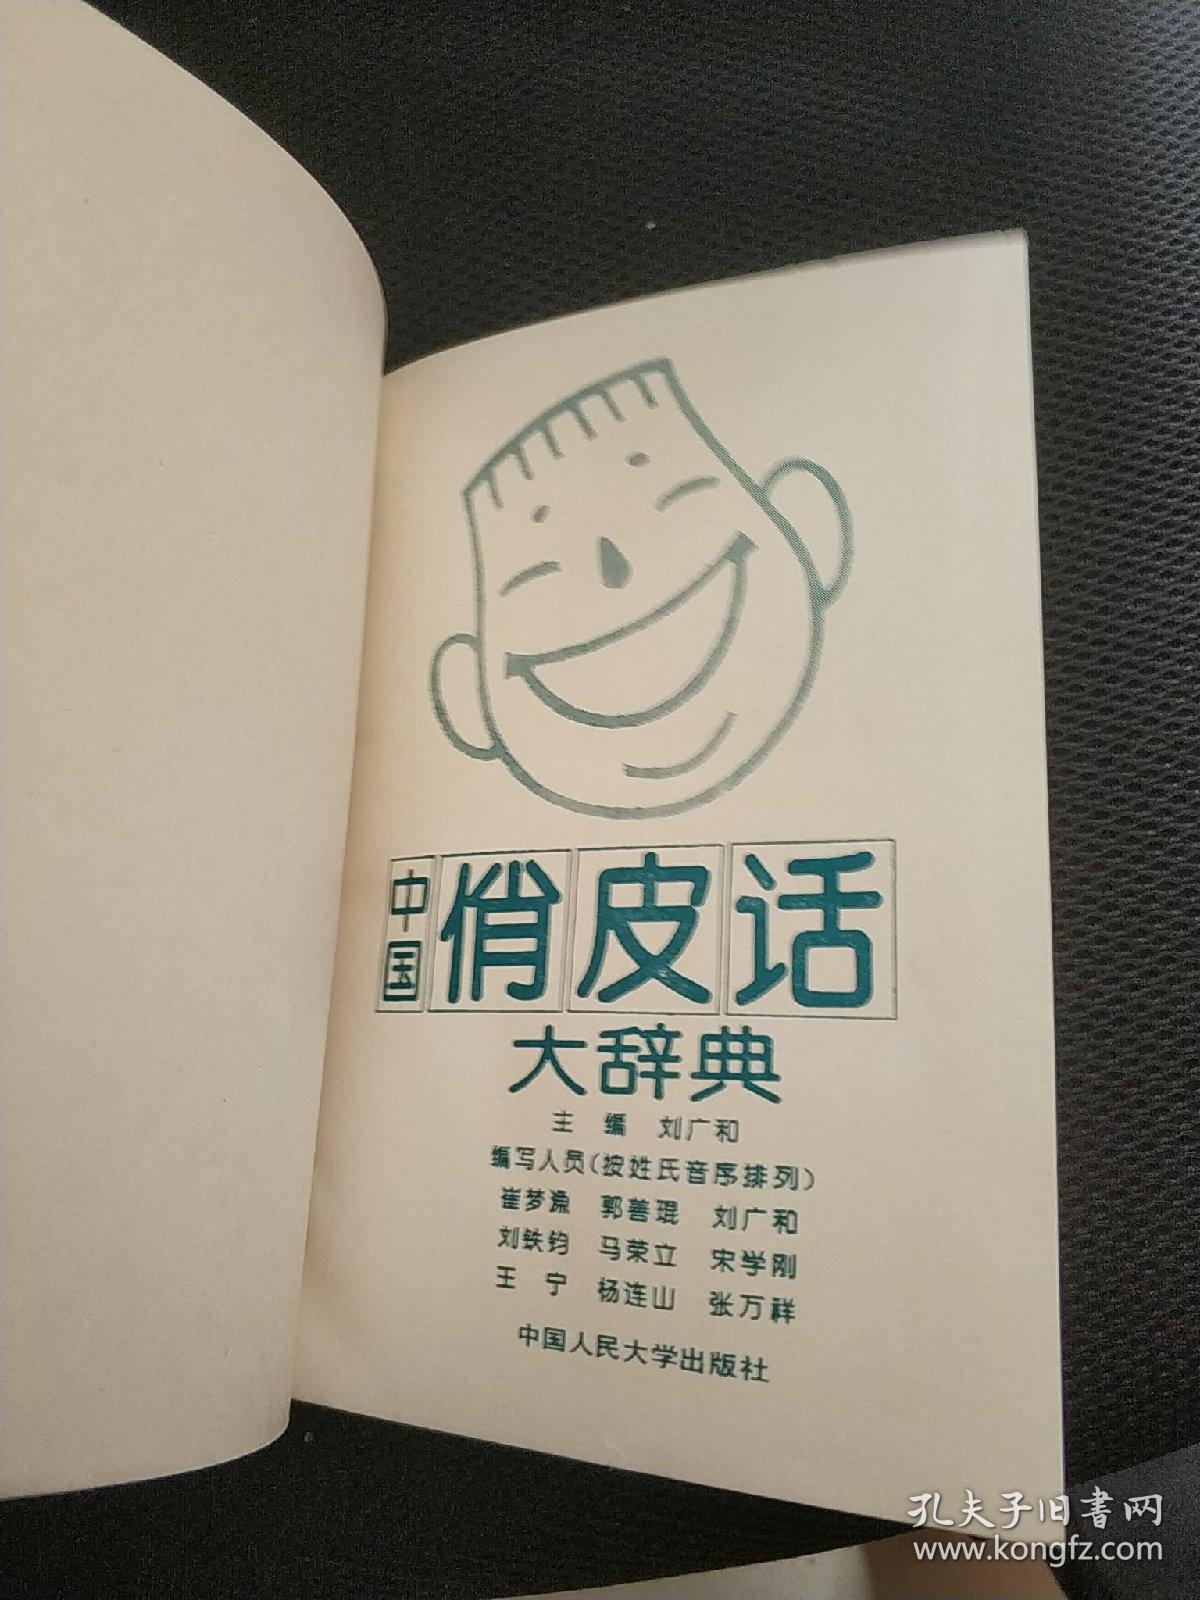 中国俏皮话
大辞典
主 编 刘广和
编写人员(按姓氏音序排列)
崔梦渔 郭善琨 刘广和
刘铁钧 马荣立 宋学刚
王 宁 杨连山 张万祥
中国人民大学出版社
孔夫子旧書网
www.kongfz.com